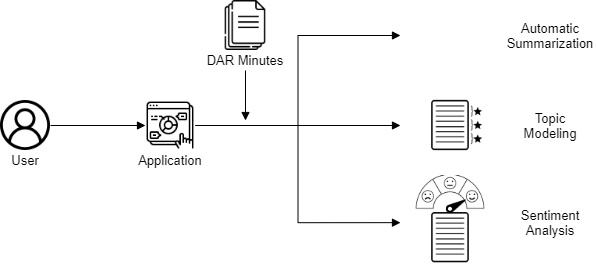 DAR Minutes
Automatic
Summarization
User
Application
Topic
Modeling
Sentiment
Analysis